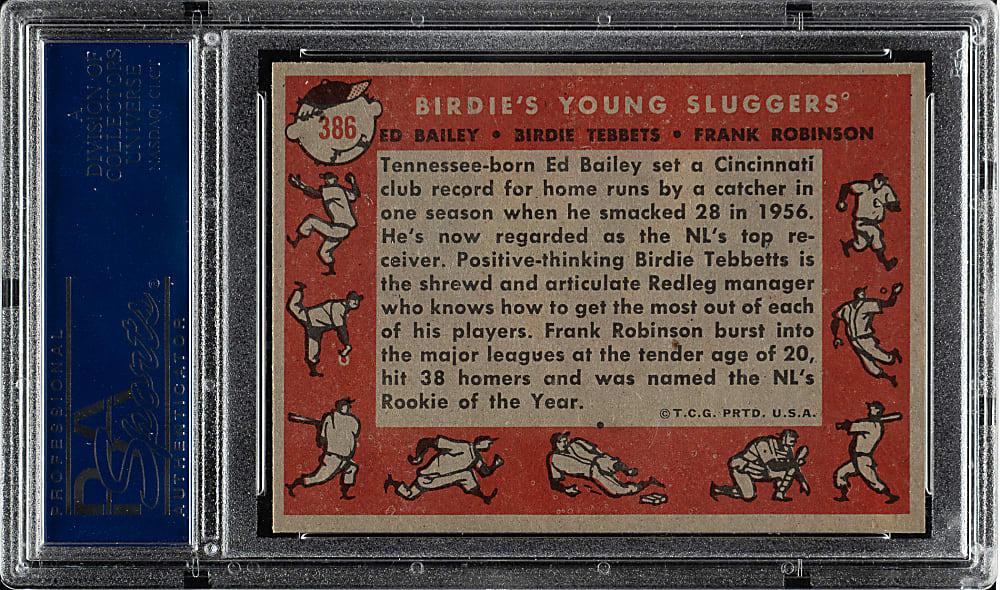 A
DIVISION OF
COLLECTORS
UNIVERSE
NASDAQ: CLCT
PROFESSIONAL
PSA
Sports
AUTHENTICATOR
386
BIRDIE'S YOUNG SLUGGERS
ED BAILEY • BIRDIE TEBBETS • FRANK ROBINSON
Tennessee-born Ed Bailey set a Cincinnati
club record for home runs by a catcher in
one season when he smacked 28 in 1956.
He's now regarded as the NL's top re-
ceiver. Positive-thinking Birdie Tebbetts is
the shrewd and articulate Redleg manager
who knows how to get the most out of each
of his players. Frank Robinson burst into
the major leagues at the tender age of 20,
hit 38 homers and was named the NL's
Rookie of the Year.
© T.C.G. PRTD. U.S.A.